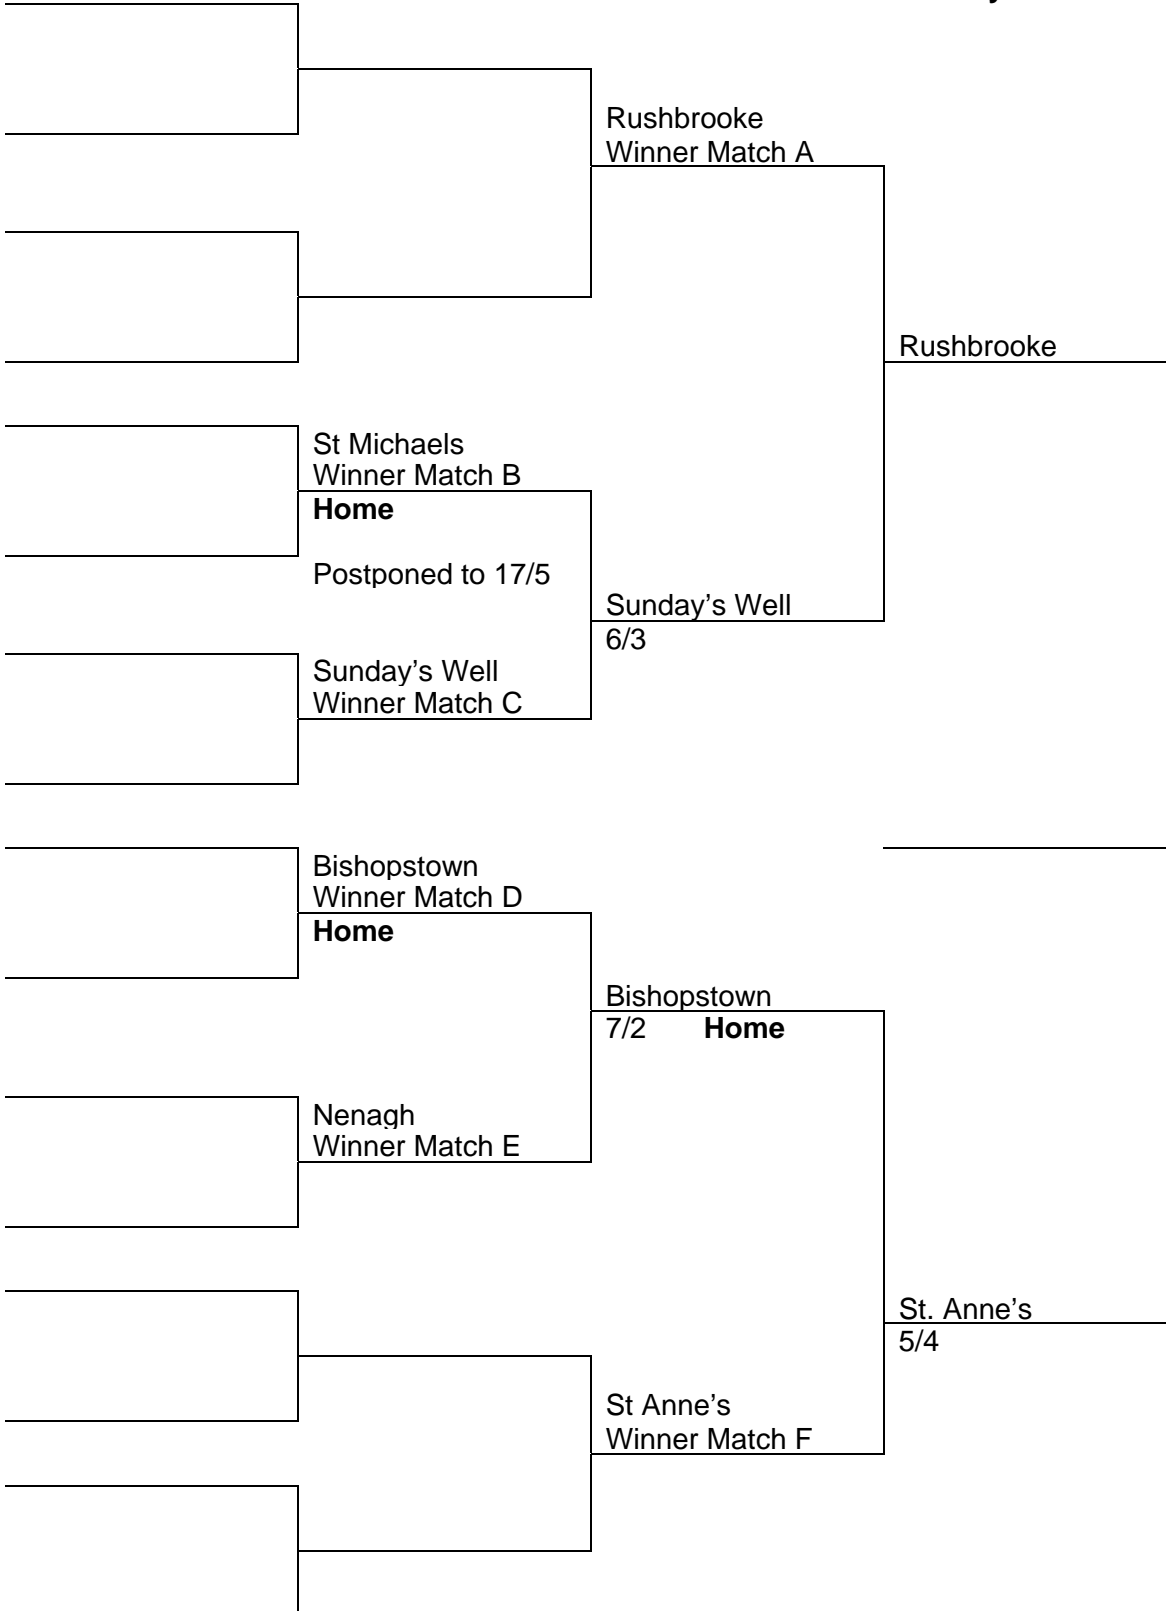 Rushbrooke
Winner Match A
Rushbrooke
St Michaels
Winner Match B
Home
Postponed to 17/5
Sunday’s Well
6/3
Sunday’s Well
Winner Match C
Bishopstown
Winner Match D
Home
Bishopstown
7/2 Home
Nenagh
Winner Match E
St. Anne’s
5/4
St Anne’s
Winner Match F